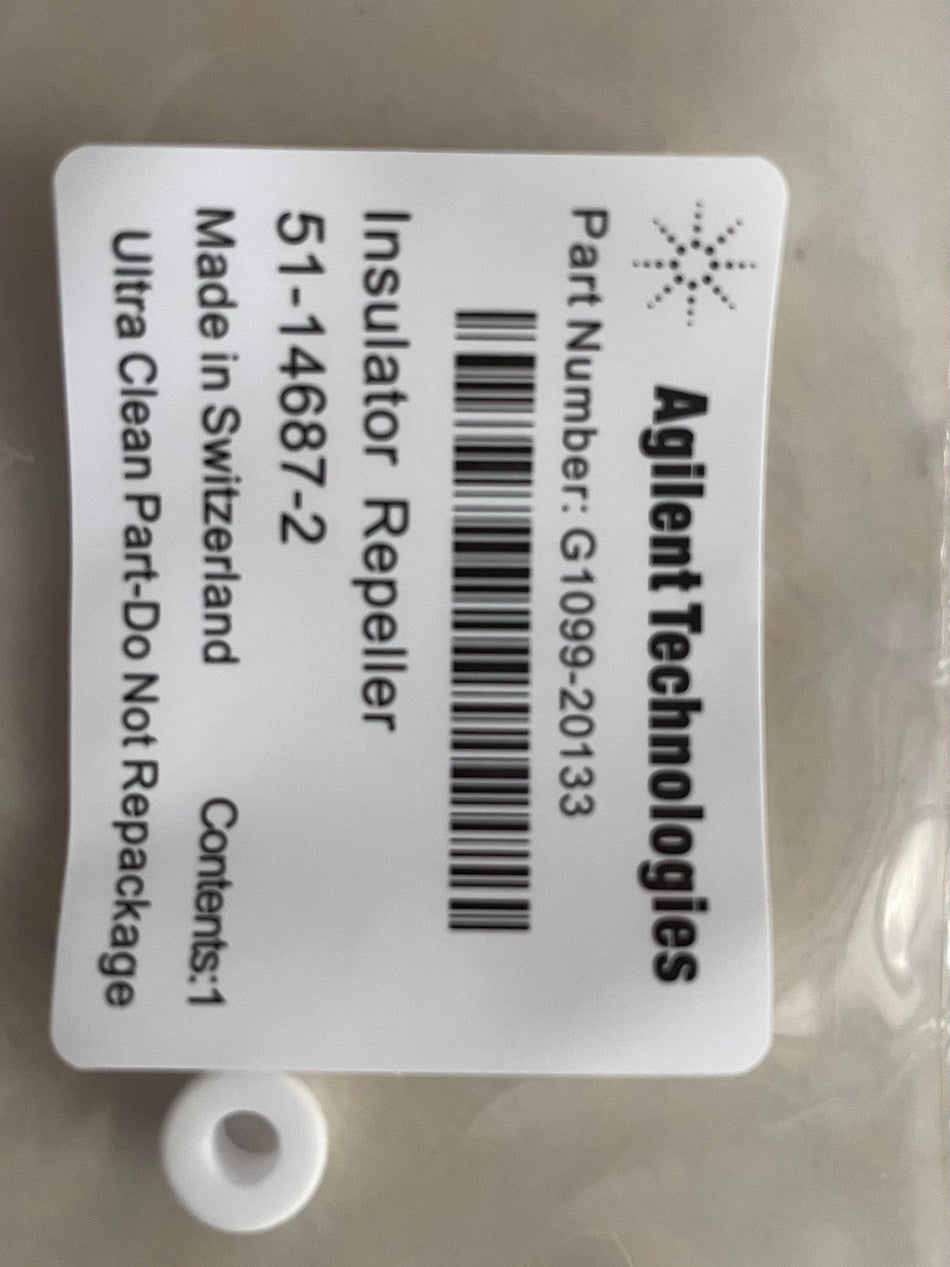 Agilent Technologies
Part Number: G1099-20133
Insulator Repeller
51-14687-2
Made in Switzerland Contents:1
Ultra Clean Part-Do Not Repackage